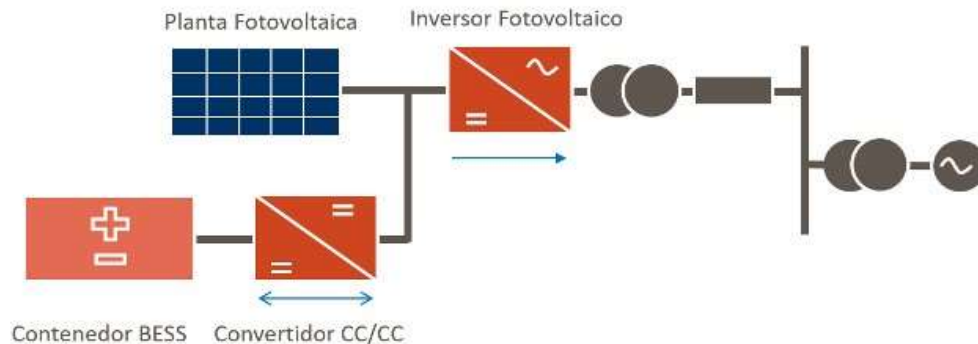 Planta Fotovoltaica
Inversor Fotovoltaico
Contenedor BESS
Convertidor CC/CC